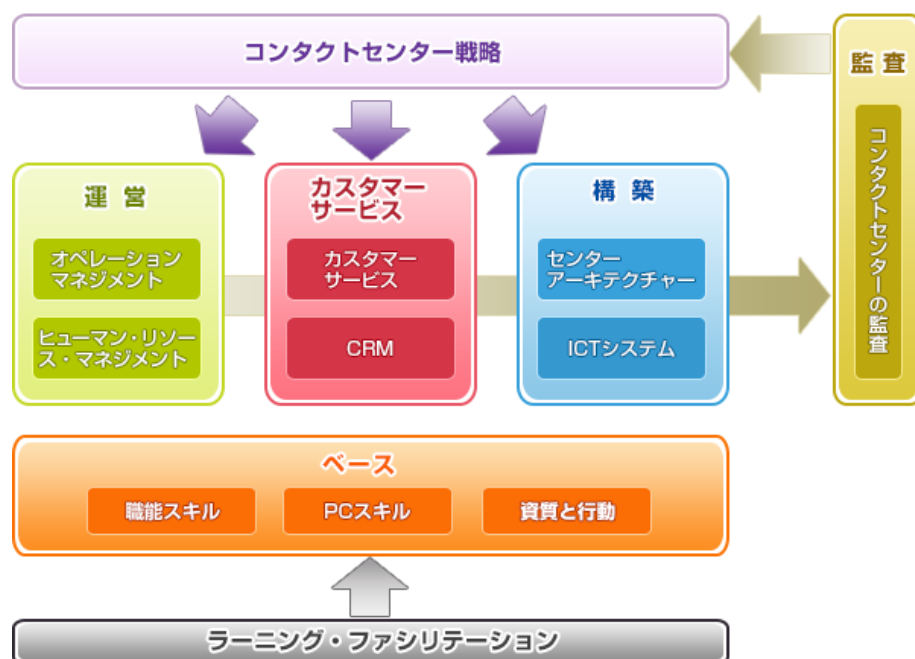 コンタクトセンター戦略
監査
コンタクトセンターの監査
運営
オペレーション
マネジメント
ヒューマン・リソー
ス・マネジメント
カスタマー
サービス
カスタマー
サービス
CRM
構築
センター
アーキテクチャー
ICTシステム
ベース
職能スキル
PCスキル
資質と行動
ラーニング・ファシリテーション